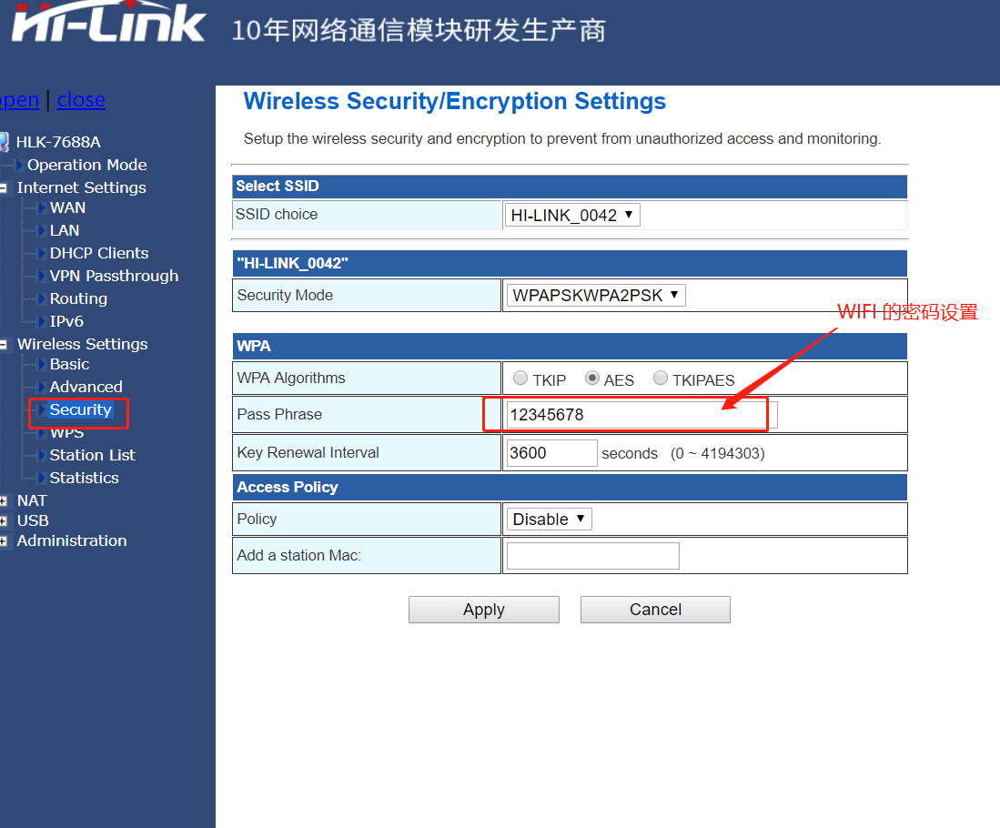 Hi-Link 10年网络通信模块研发生产商
open | close
HLK-7688A
Operation Mode
Internet Settings
WAN
LAN
DHCP Clients
VPN Passthrough
Routing
IPv6
Wireless Settings
Basic
Advanced
Security
WPS
Station List
Statistics
NAT
USB
Administration
Wireless Security/Encryption Settings
Setup the wireless security and encryption to prevent from unauthorized access and monitoring.
Select SSID
SSID choice HI-LINK_0042
"HI-LINK_0042"
Security Mode WPAPSKWPA2PSK
WIFI 的密码设置
WPA
WPA Algorithms TKIP AES TKIPAES
Pass Phrase 12345678
Key Renewal Interval 3600 seconds (0 ~ 4194303)
Access Policy
Policy Disable
Add a station Mac:
Apply Cancel